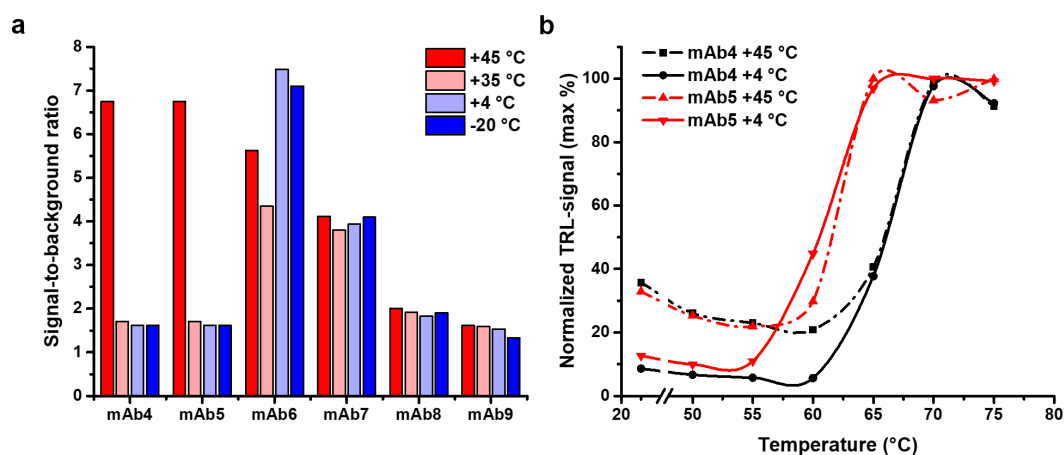 a
Signal-to-background ratio
8
7
6
5
4
3
2
1
0
+45 °C
+35 °C
+4 °C
-20 °C
mAb4 mAb5 mAb6 mAb7 mAb8 mAb9
b
Normalized TRL-signal (max %)
120
100
80
60
40
20
0
mAb4 +45 °C
mAb4 +4 °C
mAb5 +45 °C
mAb5 +4 °C
20 50 55 60 65 70 75 80
Temperature (°C)